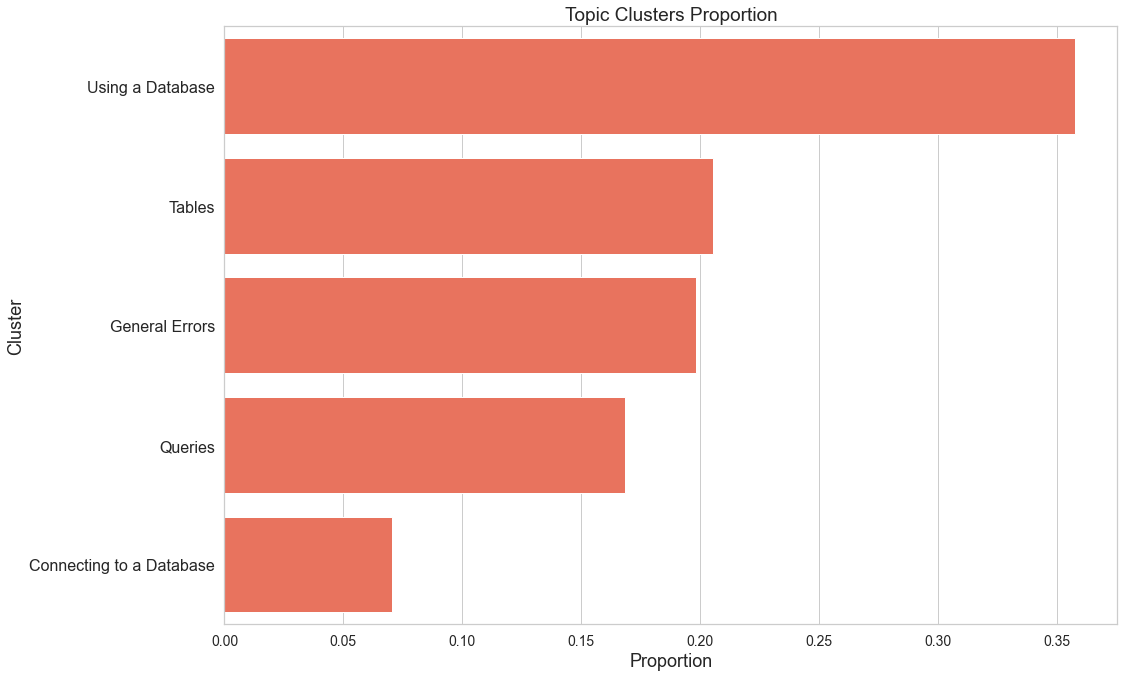 Topic Clusters Proportion
Cluster
Using a Database
Tables
General Errors
Queries
Connecting to a Database
0.00 0.05 0.10 0.15 0.20 0.25 0.30 0.35
Proportion